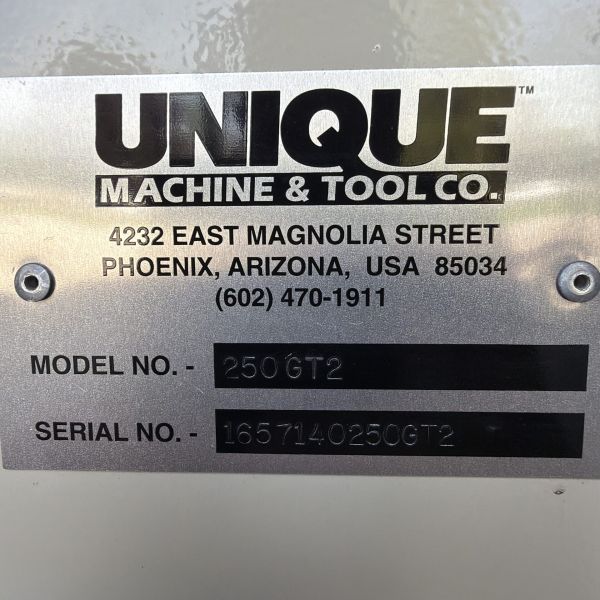 UNIQUE™
MACHINE & TOOL CO.
4232 EAST MAGNOLIA STREET
PHOENIX, ARIZONA, USA 85034
(602) 470-1911
MODEL NO. - 250GT2
SERIAL NO. - 1657140250GT2